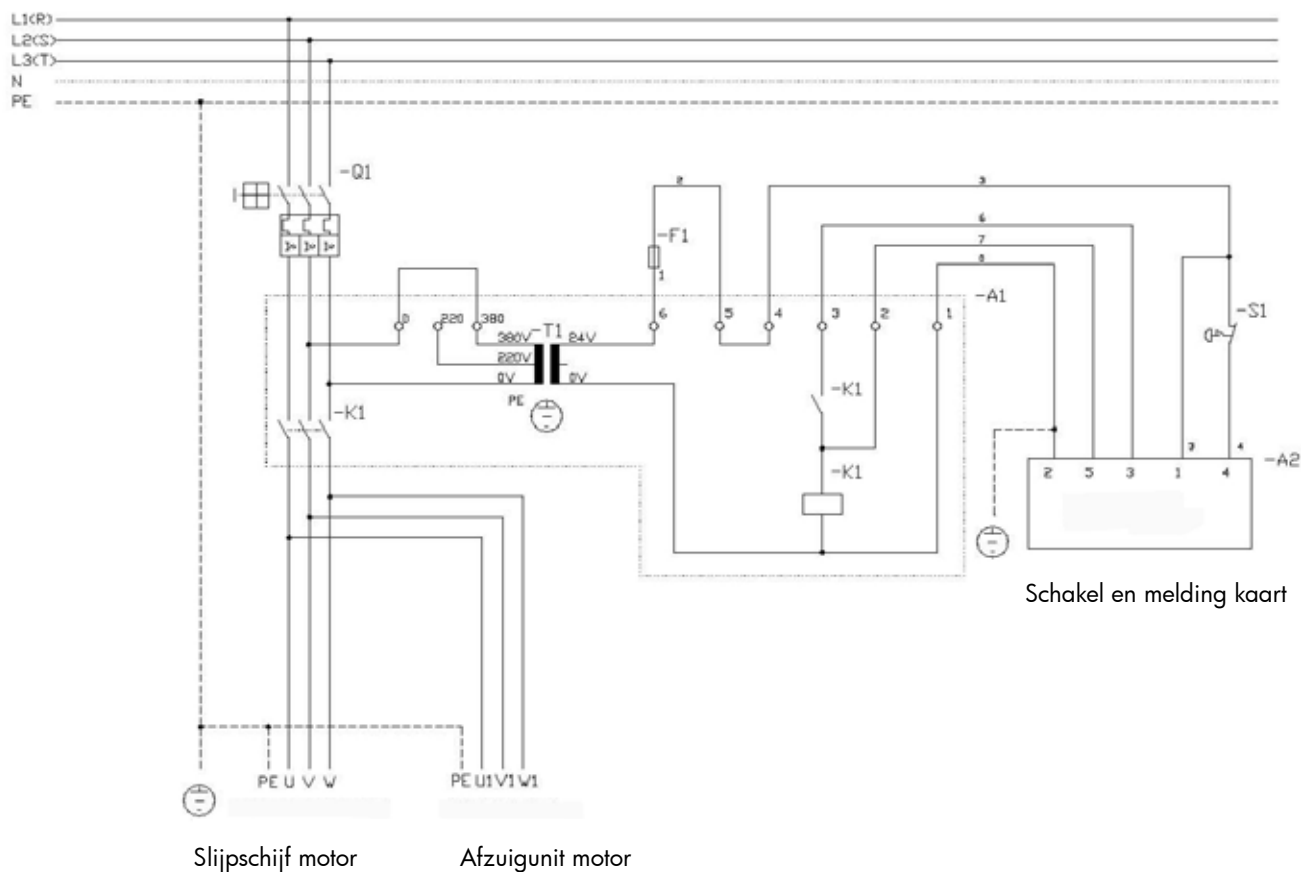 L1(R)
L2(S)
L3(T)
N
PE
-Q1
2
3
-F1
6
7
8
1
-A1
0 220 380
6 5 4 3 2 1
-S1
-T1
380V 24V
220V
0V 0V
PE
-K1
-K1
-K1
3 4
-A2
2 5 3 1 4
Schakel en melding kaart
PE U V W
PE U1 V1 W1
Slijpschijf motor
Afzuigunit motor